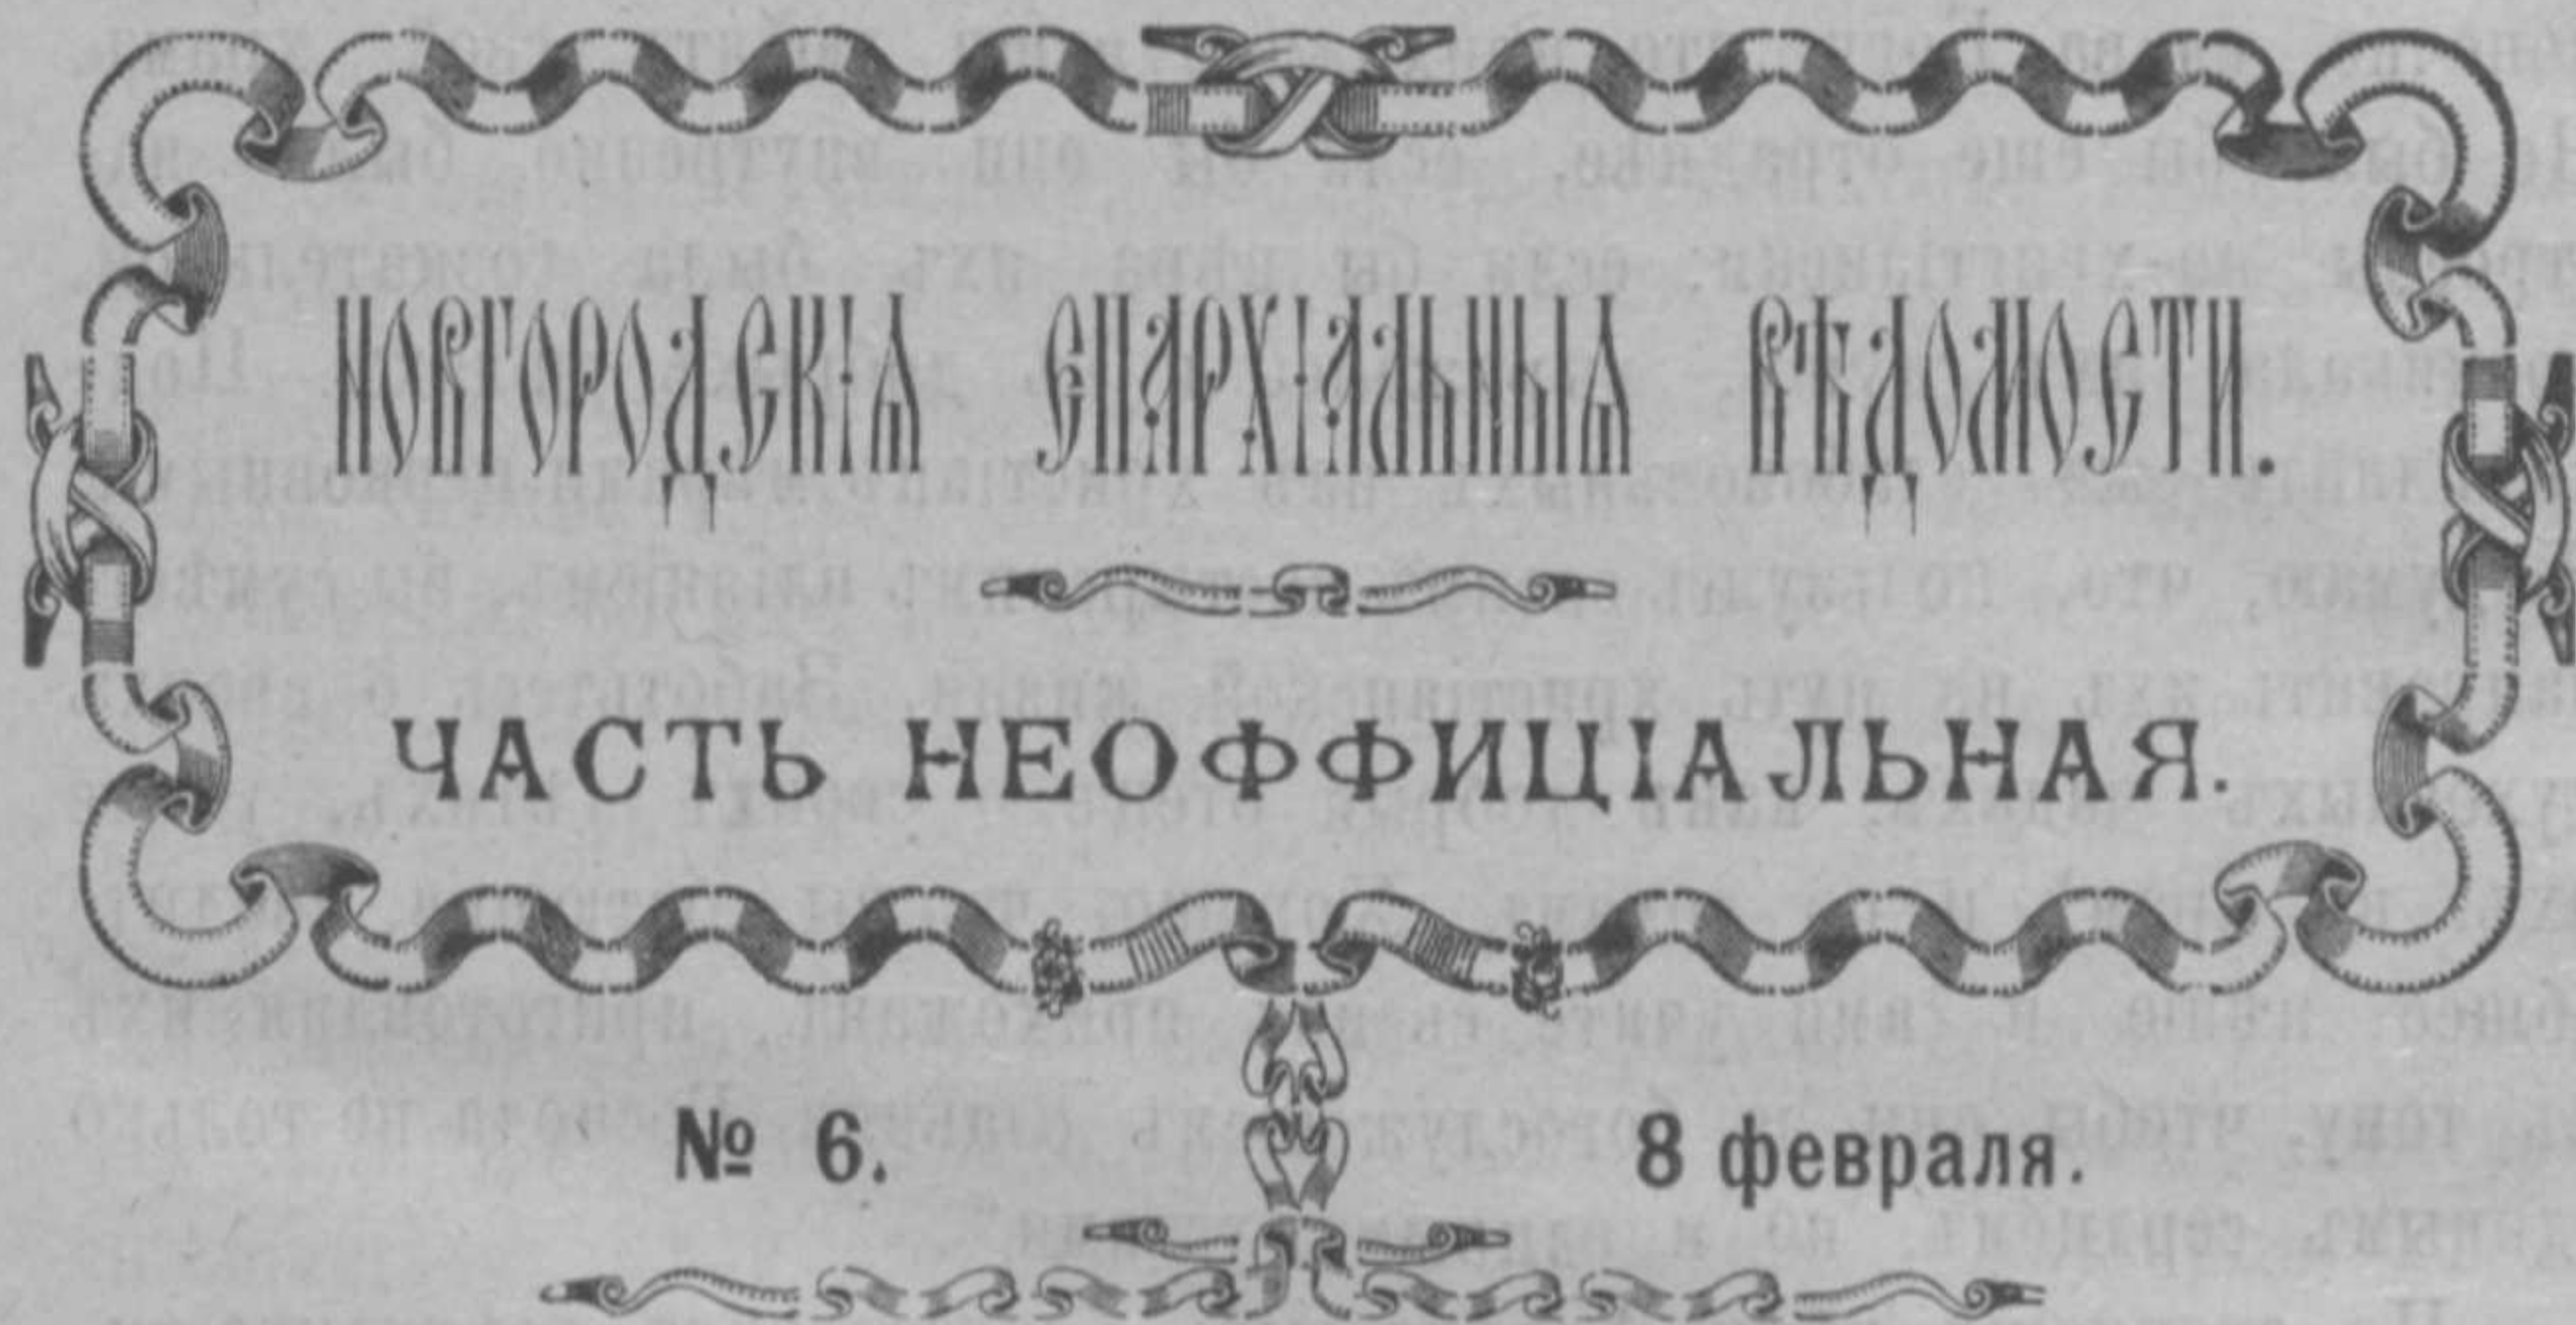 НОВГОРОДСКІЯ ЕПАРХІАЛЬНЫЯ ВѢДОМОСТИ.
ЧАСТЬ НЕОФФИЦІАЛЬНАЯ.
№ 6.
8 февраля.